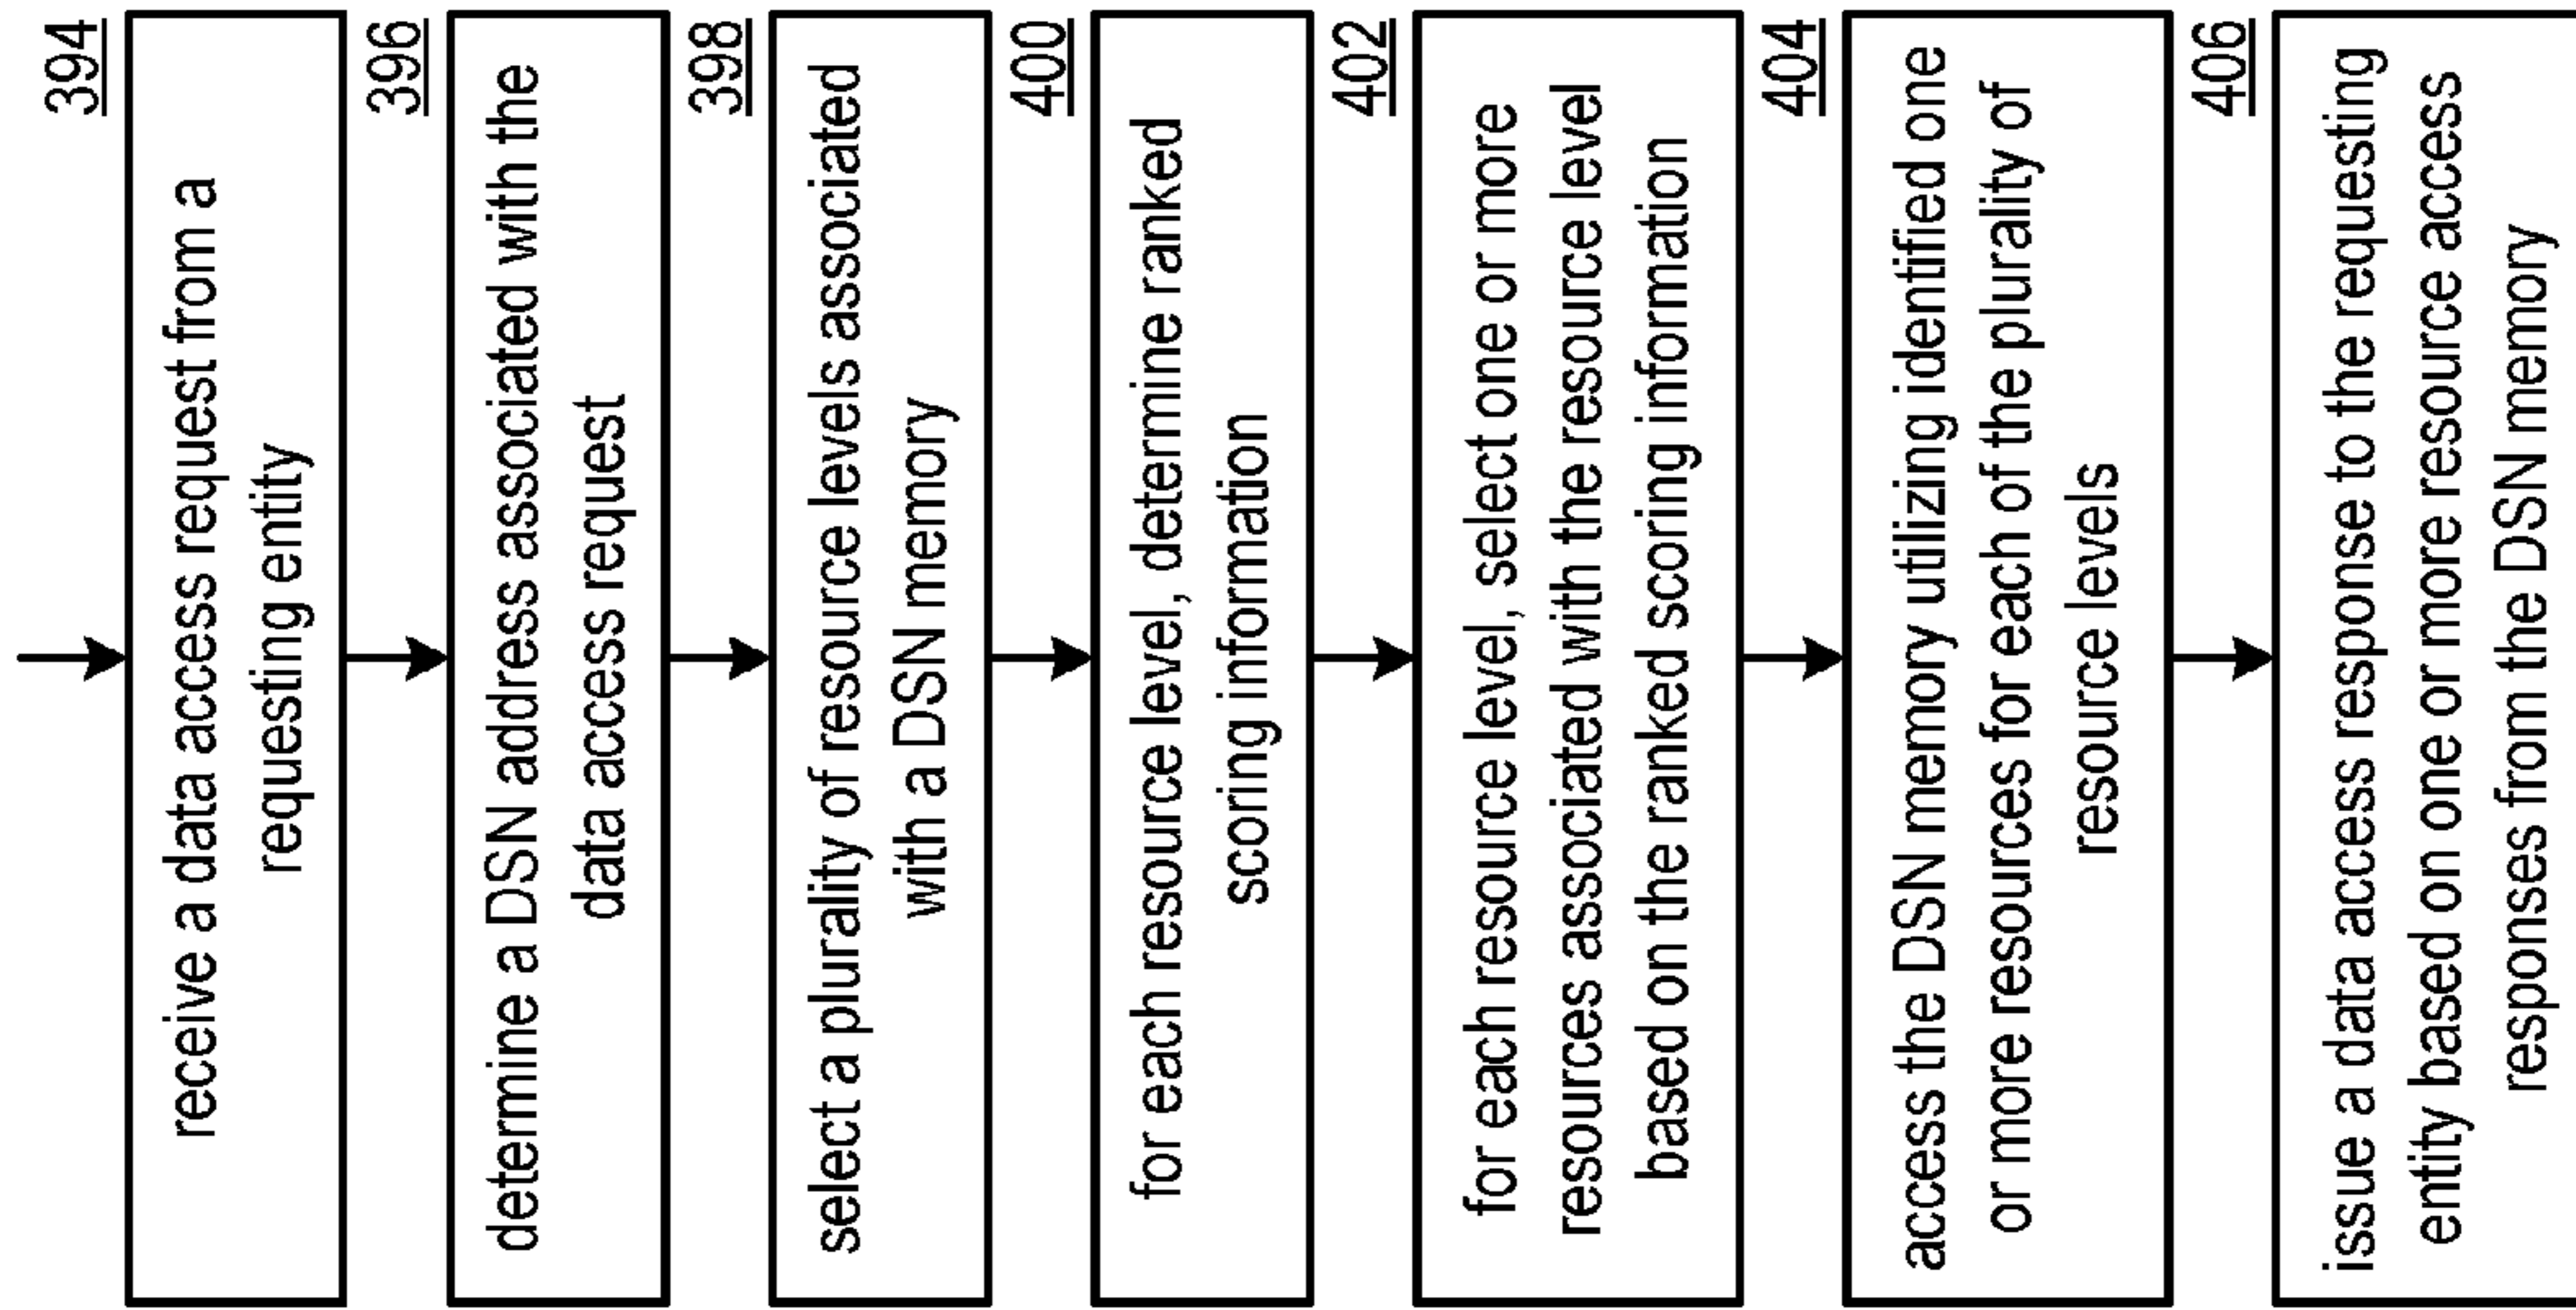 394
receive a data access request from a
requesting entity
396
determine a DSN address associated with the
data access request
398
select a plurality of resource levels associated
with a DSN memory
400
for each resource level, determine ranked
scoring information
402
for each resource level, select one or more
resources associated with the resource level
based on the ranked scoring information
404
access the DSN memory utilizing identified one
or more resources for each of the plurality of
resource levels
406
issue a data access response to the requesting
entity based on one or more resource access
responses from the DSN memory